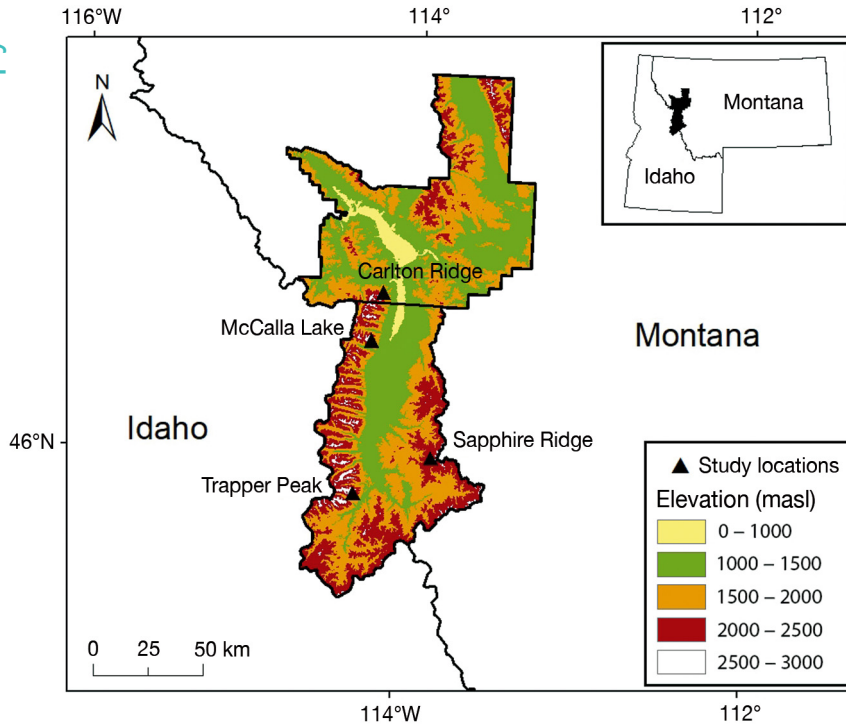 116°W
114°
112°
N
Montana
Idaho
Carlton Ridge
McCalla Lake
Montana
Idaho
46°N
Sapphire Ridge
Trapper Peak
Study locations
Elevation (masl)
0 – 1000
1000 – 1500
1500 – 2000
2000 – 2500
2500 – 3000
0 25 50 km
114°W
112°